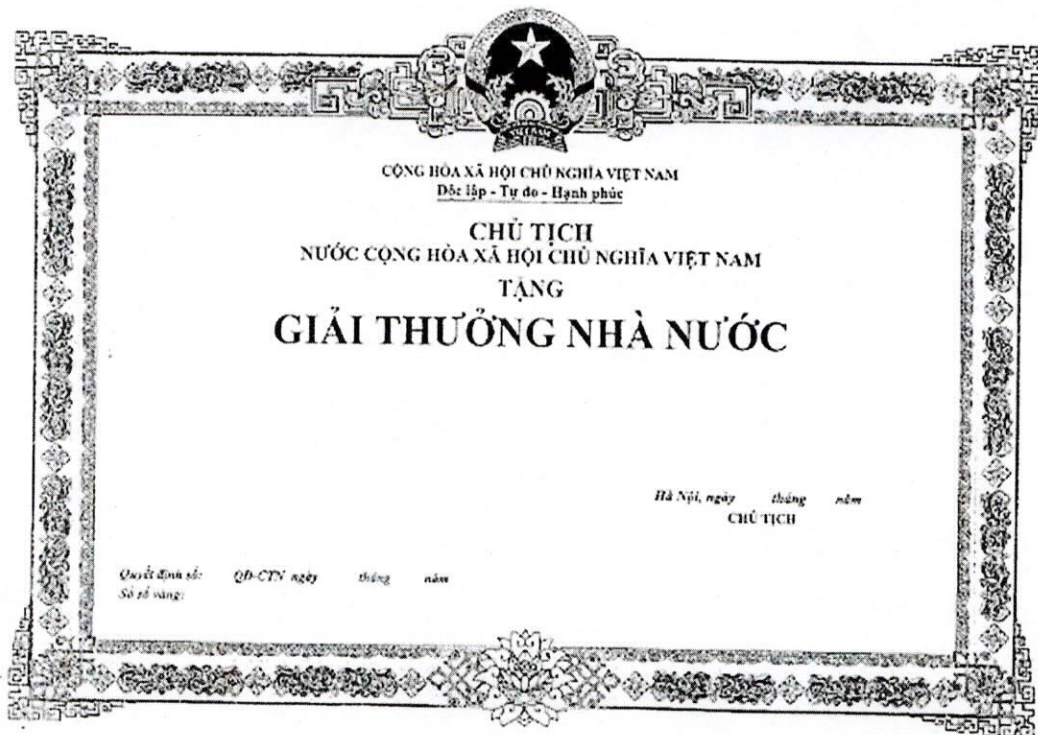 VIỆT NAM
CỘNG HÒA XÃ HỘI CHỦ NGHĨA VIỆT NAM
Độc lập - Tự do - Hạnh phúc
CHỦ TỊCH
NƯỚC CỘNG HÒA XÃ HỘI CHỦ NGHĨA VIỆT NAM
TẶNG
GIẢI THƯỞNG NHÀ NƯỚC
Hà Nội, ngày tháng năm
CHỦ TỊCH
Quyết định số: QĐ-CTN ngày tháng năm
Số sổ vàng: